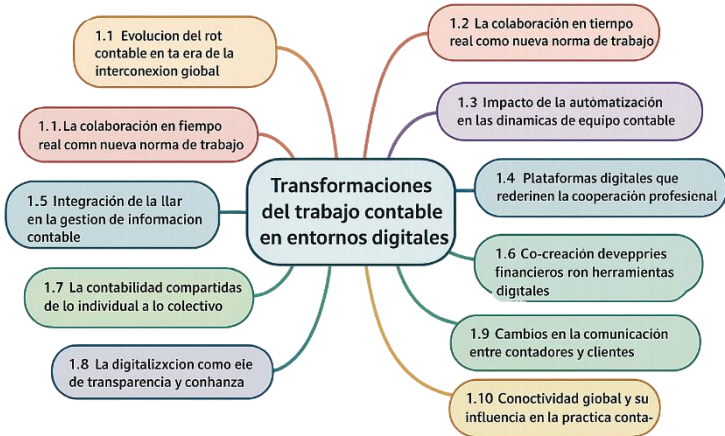 1.1 Evolucion del rot
contable en ta era de la
interconexion global
1.2 La colaboración en tiernpo
real como nueva norma de trabajo
1.1. La colaboración en fiempo
real comn nueva norma de trabajo
1.3 Impacto de la autómatización
en las dinamicas de equipo contable
Transformaciones
del trabajo contable
en entornos digitales
1.5 Integración de la llar
en la gestion de informacion
contable
1.4 Plataformas digitales que
rederinen la cooperación profesienal
1.7 La contabilidad compartidas
de lo individual a lo colectivo
1.6 Co-creación deveppries
financieros ron herramientas
digitales
1.8 La digitalizxcion como eie
de transparencia y conhanza
1.9 Cambios en la comunicación
entre contadores y clientes
1.10 Conoctividad global y su
influencia en la practica conta-